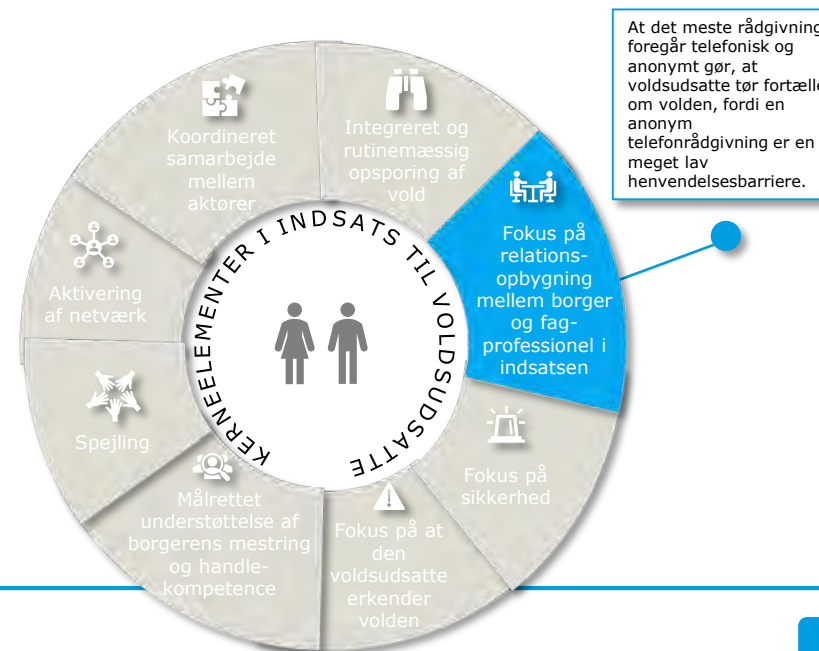 At det meste rådgivning
foregår telefonisk og
anonymt gør, at
voldsudsatte tør fortælle
om volden, fordi en
anonym
telefonrådgivning er en
meget lav
henvendelsesbarriere.
Integreret og
rutinemæssig
opsporing af
vold
Fokus på
relations-
opbygning
mellem borger
og fag-
professionel i
indsatsen
Fokus på
sikkerhed
Fokus på at
den
voldsudsatte
erkender
volden
Målrettet
understøttelse af
borgerens mestring
og handle-
kompetence
Spejling
Aktivering
af netværk
Koordineret
samarbejde
mellem
aktører
KERNEELEMENTER I INDSATS TIL VOLDSUDSATTE